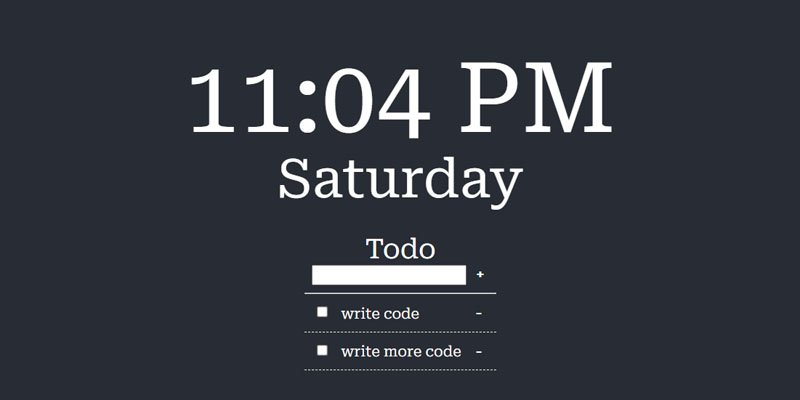 11:04 PM
Saturday
Todo
+
write code -
write more code -